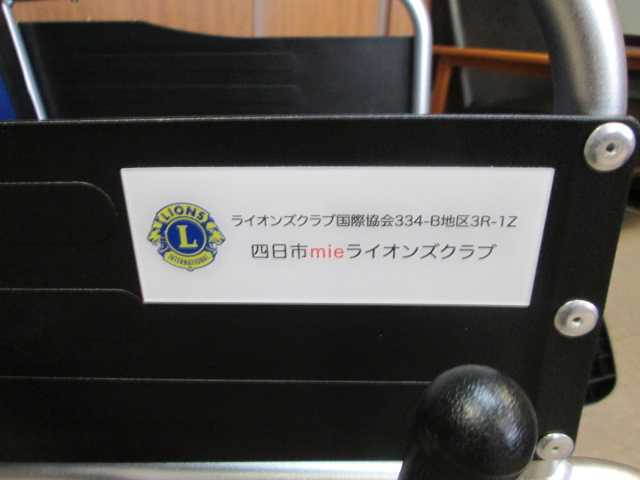 LIONS
L
INTERNATIONAL
ライオンズクラブ国際協会334-B地区3R-1Z
四日市mieライオンズクラブ